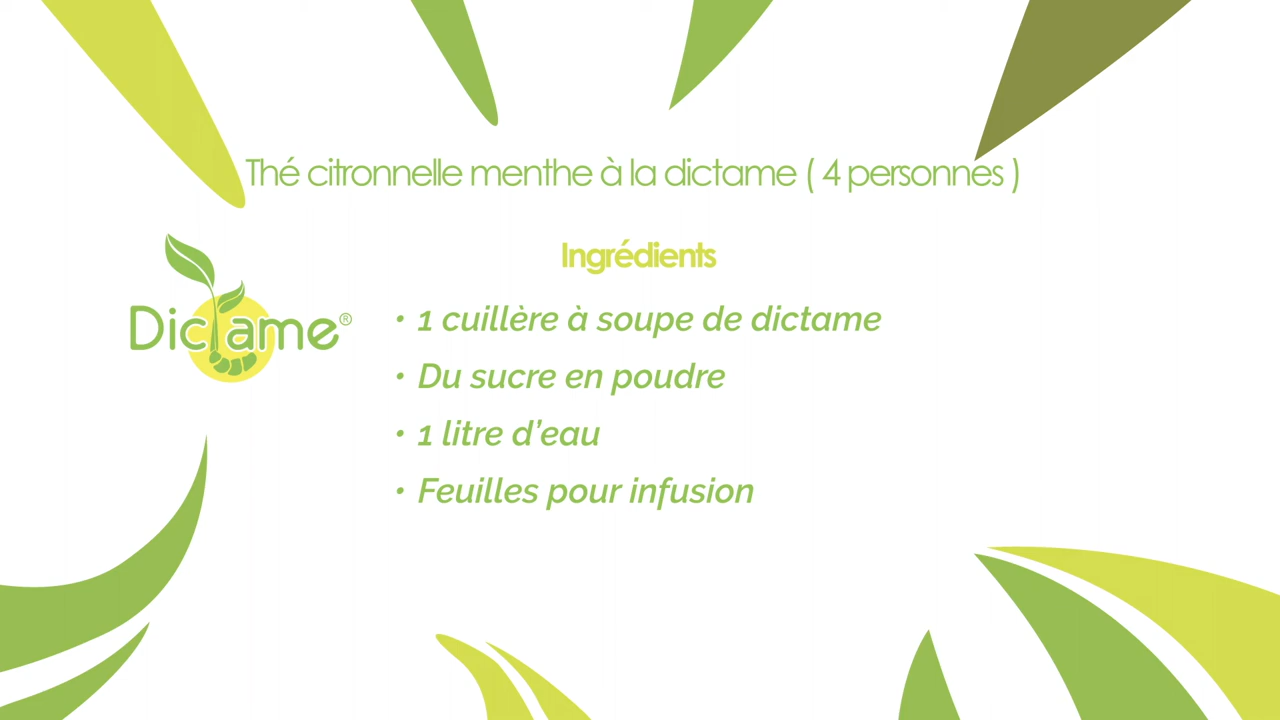 Thé citronnelle menthe à la dictame ( 4 personnes )
Ingrédients
Dictame®
• 1 cuillère à soupe de dictame
• Du sucre en poudre
• 1 litre d’eau
• Feuilles pour infusion